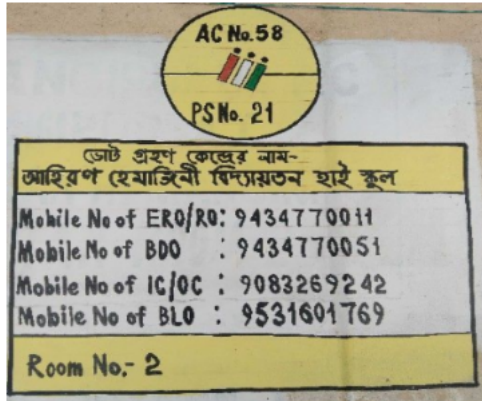 AC No. 58
PS No. 21
ভোট গ্রহণ কেন্দ্রের নাম-
আহিরণ হেমাঙ্গিনী বিদ্যায়তন হাই স্কুল
Mobile No of ERO/RO: 9434770011
Mobile No of BDO : 9434770051
Mobile No of IC/OC : 9083269242
Mobile No of BLO : 9531601769
Room No.- 2